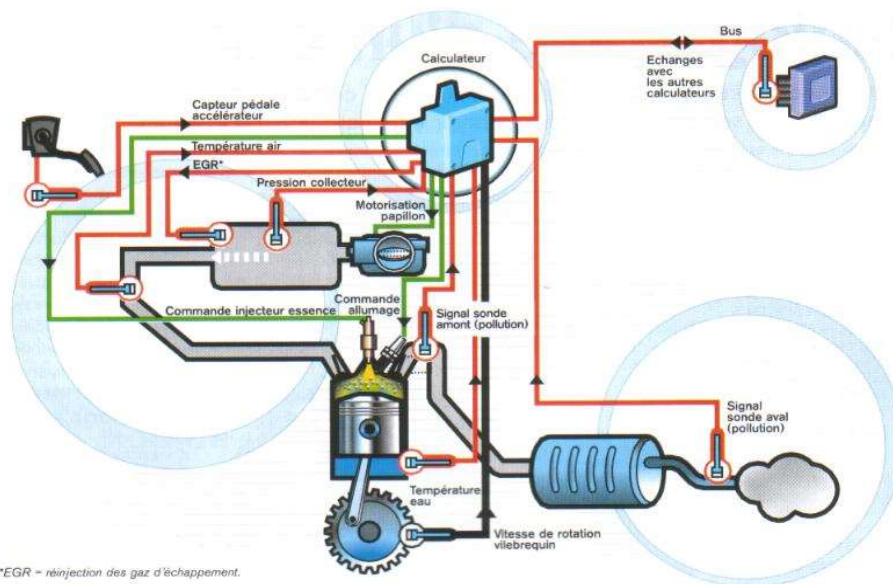 Bus
Calculateur
Echanges
avec
les autres
calculateurs
Capteur pédale
accélérateur
Température air
EGR*
Pression collecteur
Motorisation
papillon
Commande injecteur essence
Commande
allumage
Signal sonde
amont (pollution)
Signal
sonde aval
(pollution)
Température
eau
Vitesse de rotation
vilebrequin
*EGR = réinjection des gaz d'échappement.